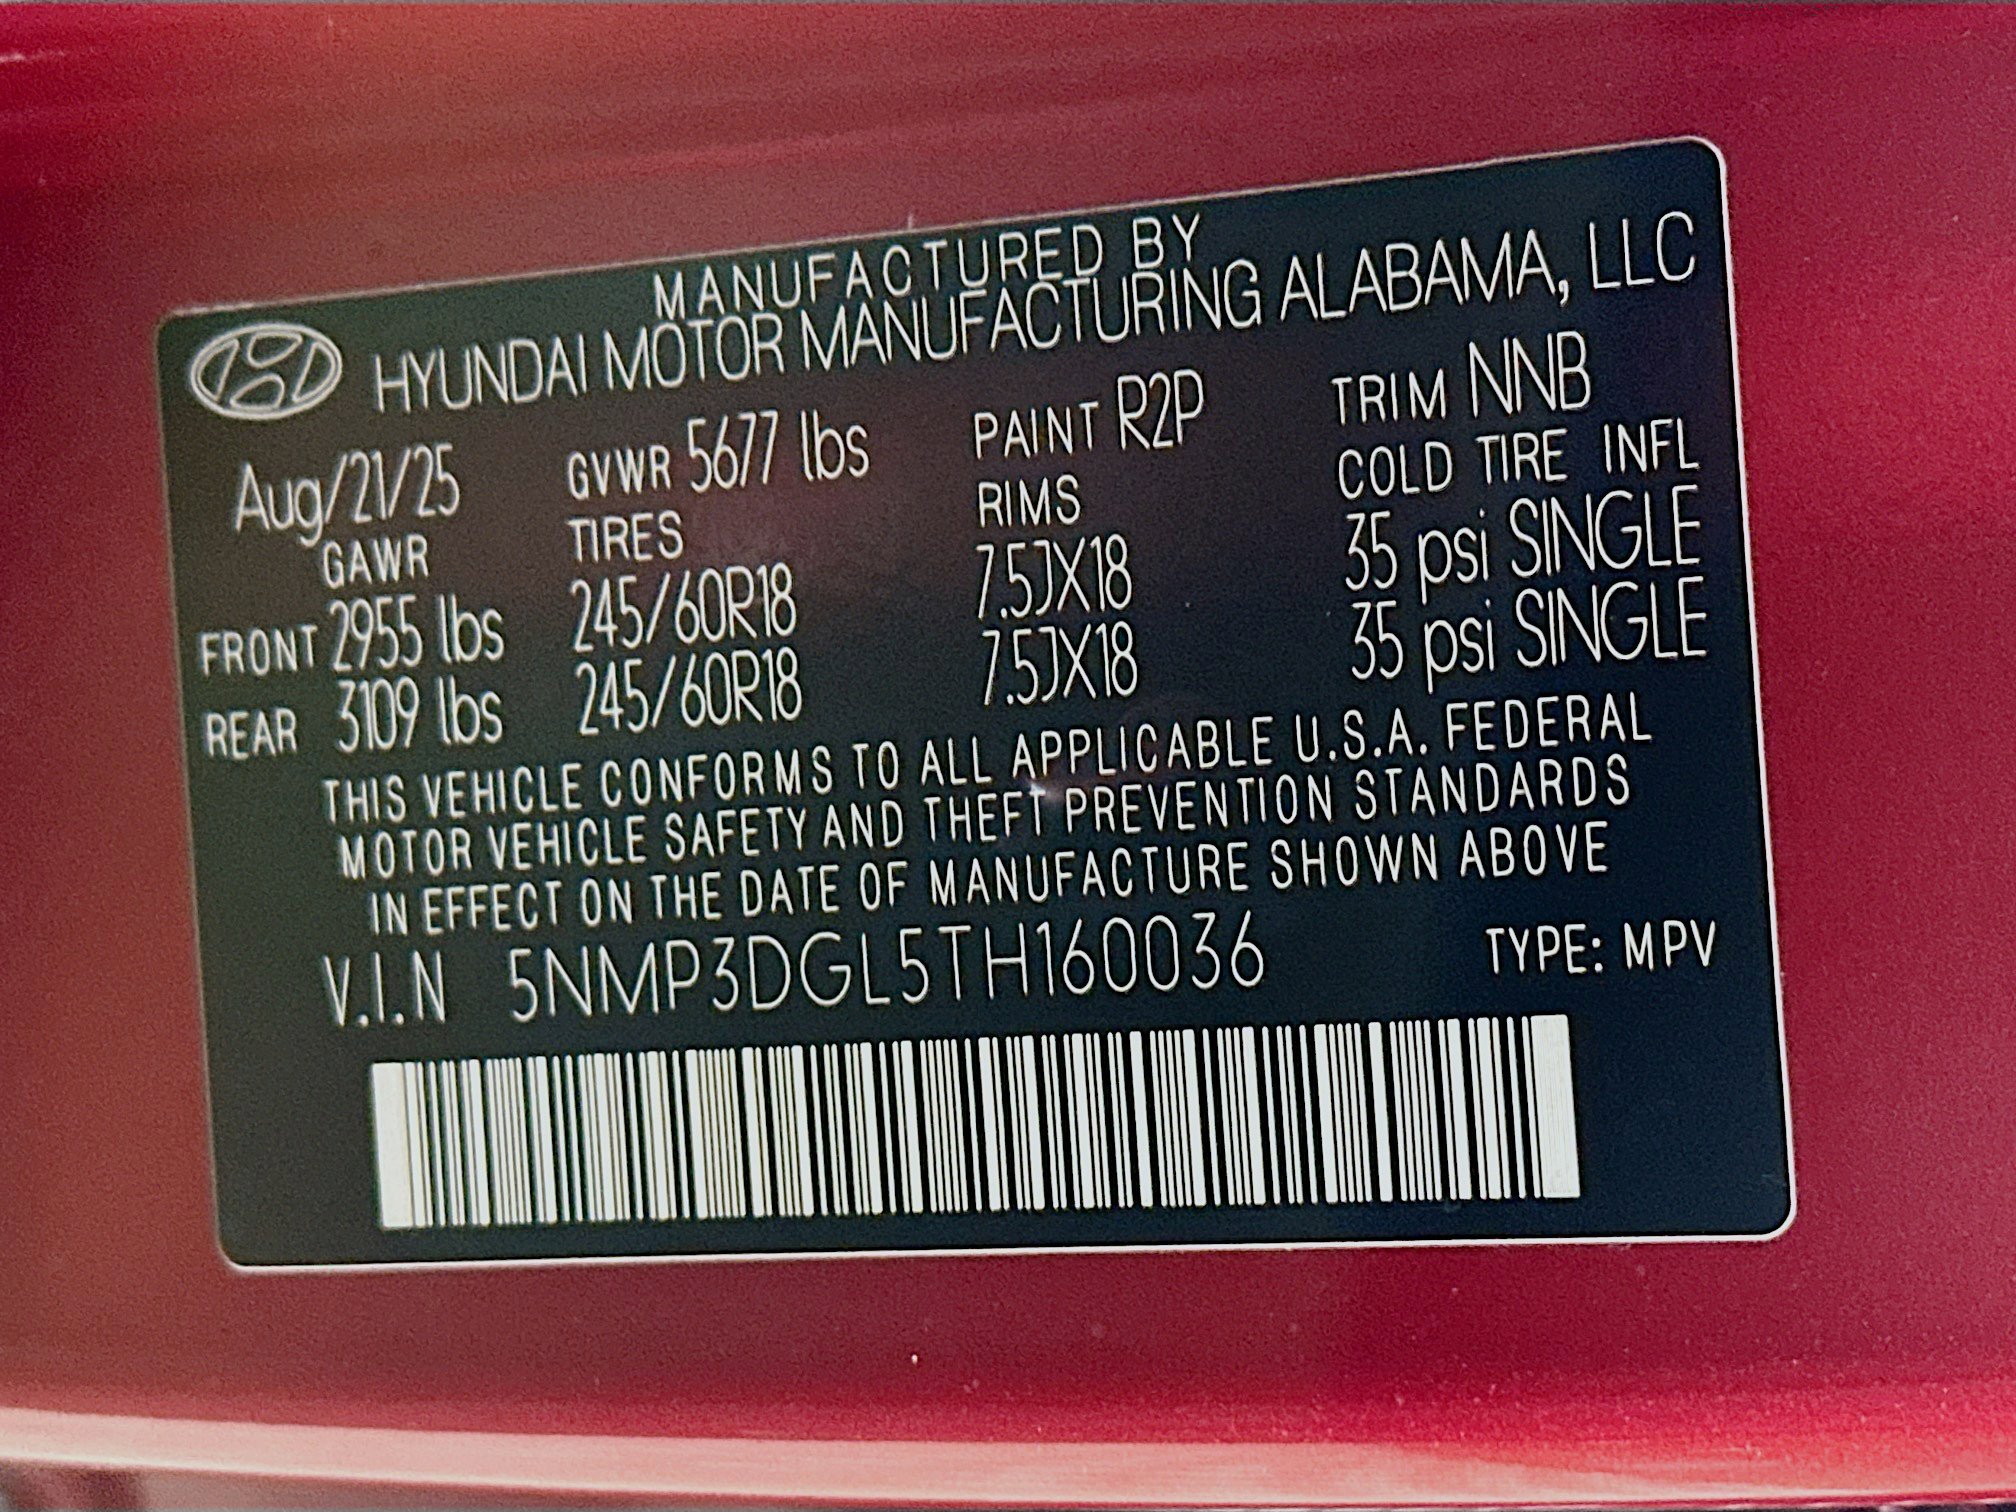 MANUFACTURED BY
HYUNDAI MOTOR MANUFACTURING ALABAMA, LLC
Aug/21/25 GVWR 5677 lbs PAINT R2P TRIM NNB
GAWR TIRES RIMS COLD TIRE INFL
FRONT 2955 lbs 245/60R18 7.5JX18 35 psi SINGLE
REAR 3109 lbs 245/60R18 7.5JX18 35 psi SINGLE
THIS VEHICLE CONFORMS TO ALL APPLICABLE U.S.A. FEDERAL
MOTOR VEHICLE SAFETY AND THEFT PREVENTION STANDARDS
IN EFFECT ON THE DATE OF MANUFACTURE SHOWN ABOVE
V.I.N 5NMP3DGL5TH160036 TYPE: MPV